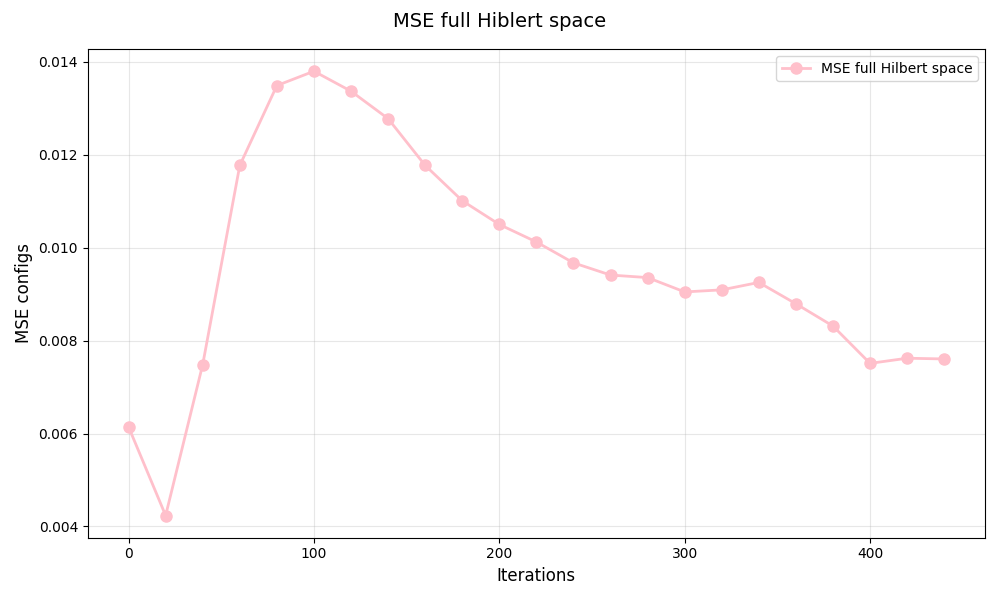 MSE full Hiblert space
MSE full Hilbert space
0.014
0.012
0.010
0.008
0.006
0.004
MSE configs
0 100 200 300 400
Iterations